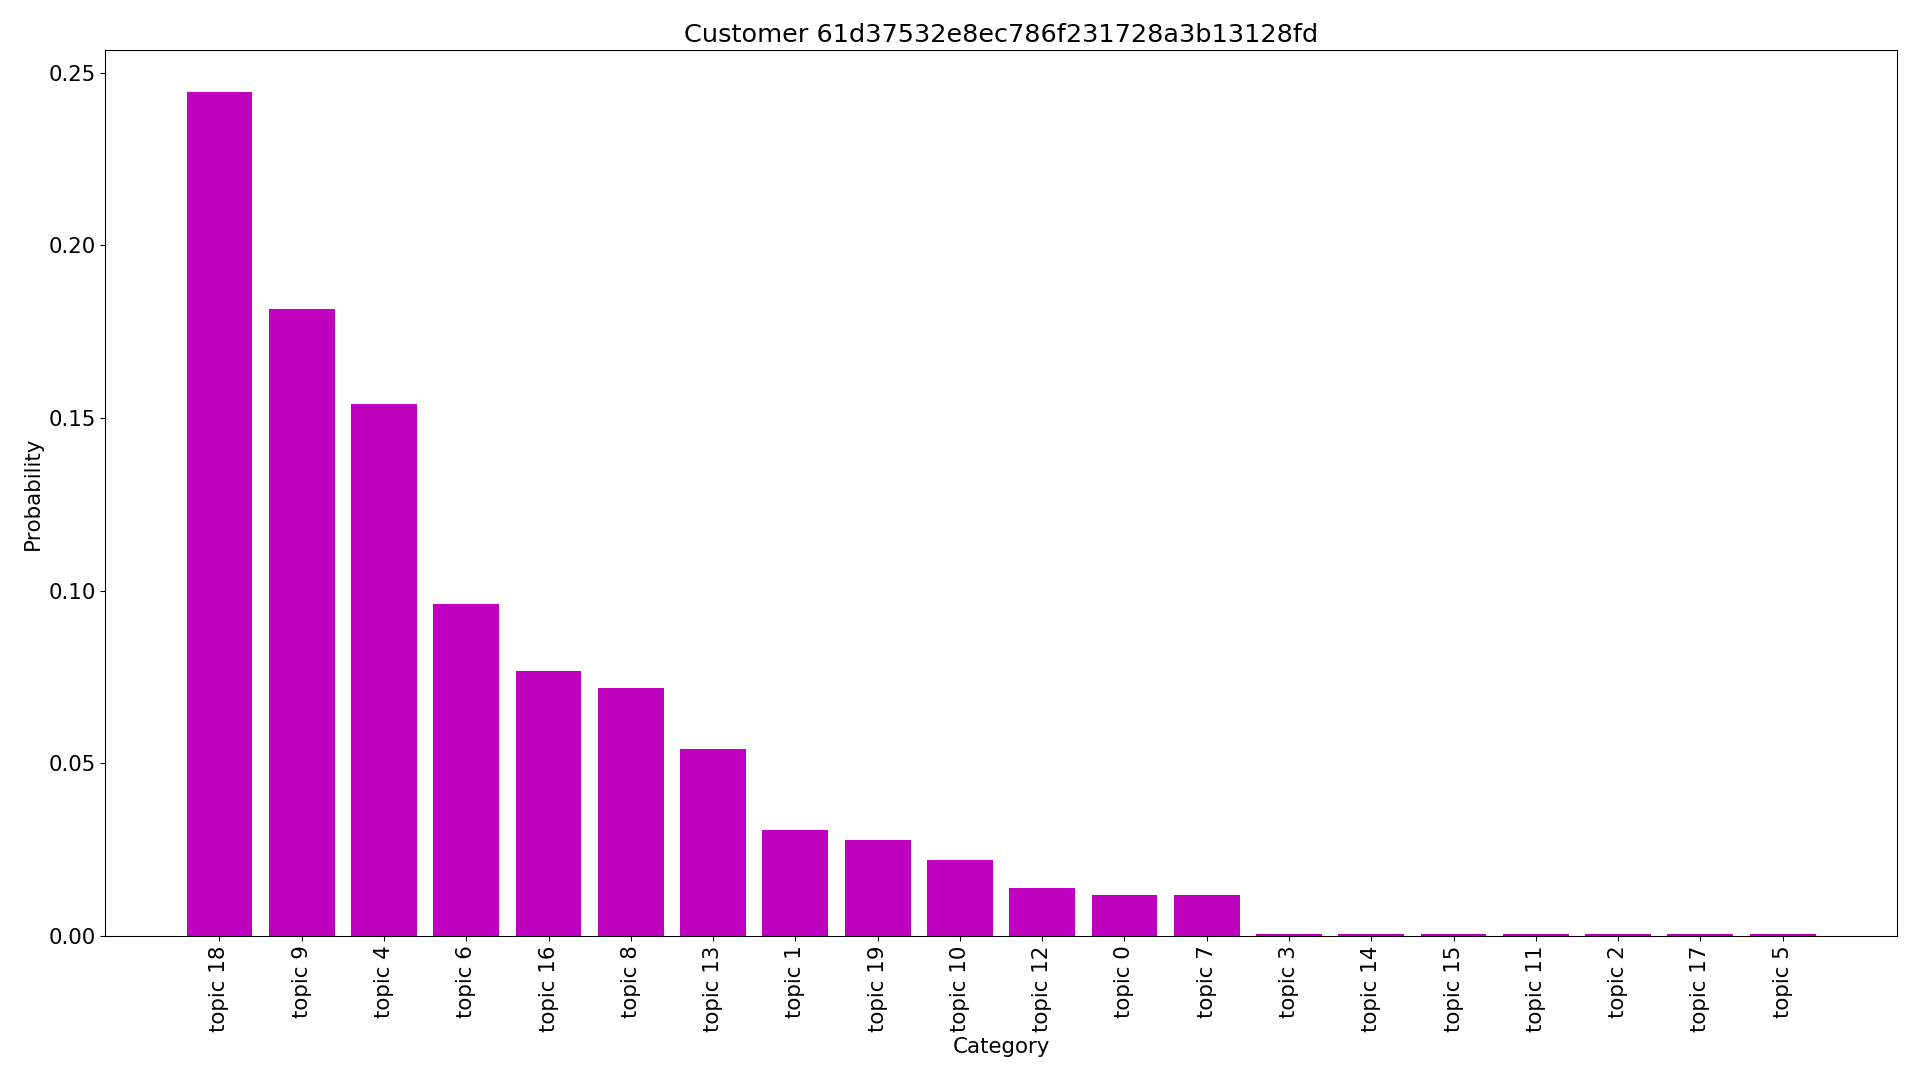 Customer 61d37532e8ec786f231728a3b13128fd
Probability
0.25
0.20
0.15
0.10
0.05
0.00
topic 18
topic 9
topic 4
topic 6
topic 16
topic 8
topic 13
topic 1
topic 19
topic 10
topic 12
topic 0
topic 7
topic 3
topic 14
topic 15
topic 11
topic 2
topic 17
topic 5
Category